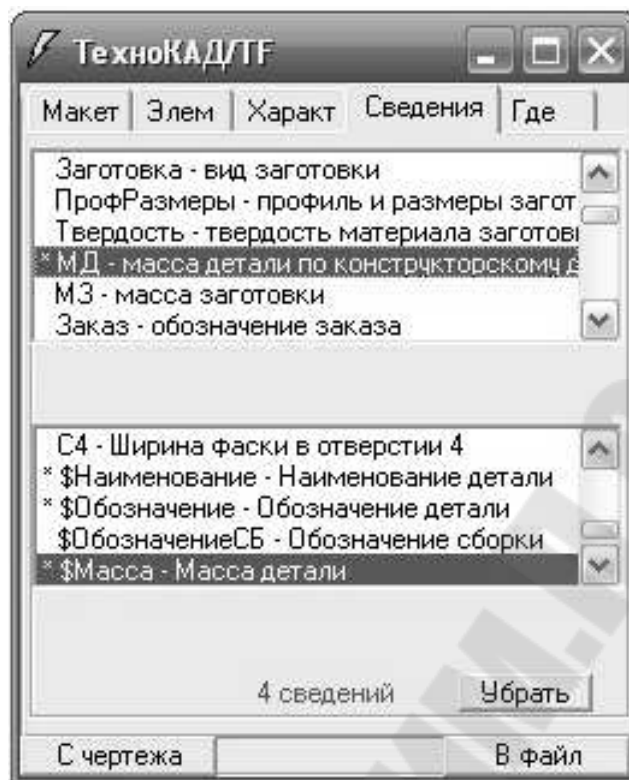 ТехноКАД/TF
Макет Элем Характ Сведения Где
Заготовка - вид заготовки
ПрофРазмеры - профиль и размеры загот
Твердость - твердость материала заготов
* МД - масса детали по конструкторскому д
МЗ - масса заготовки
Заказ - обозначение заказа
С4 - Ширина фаски в отверстии 4
* $Наименование - Наименование детали
* $Обозначение - Обозначение детали
$ОбозначениеСБ - Обозначение сборки
* $Масса - Масса детали
4 сведений Убрать
С чертежа В файл